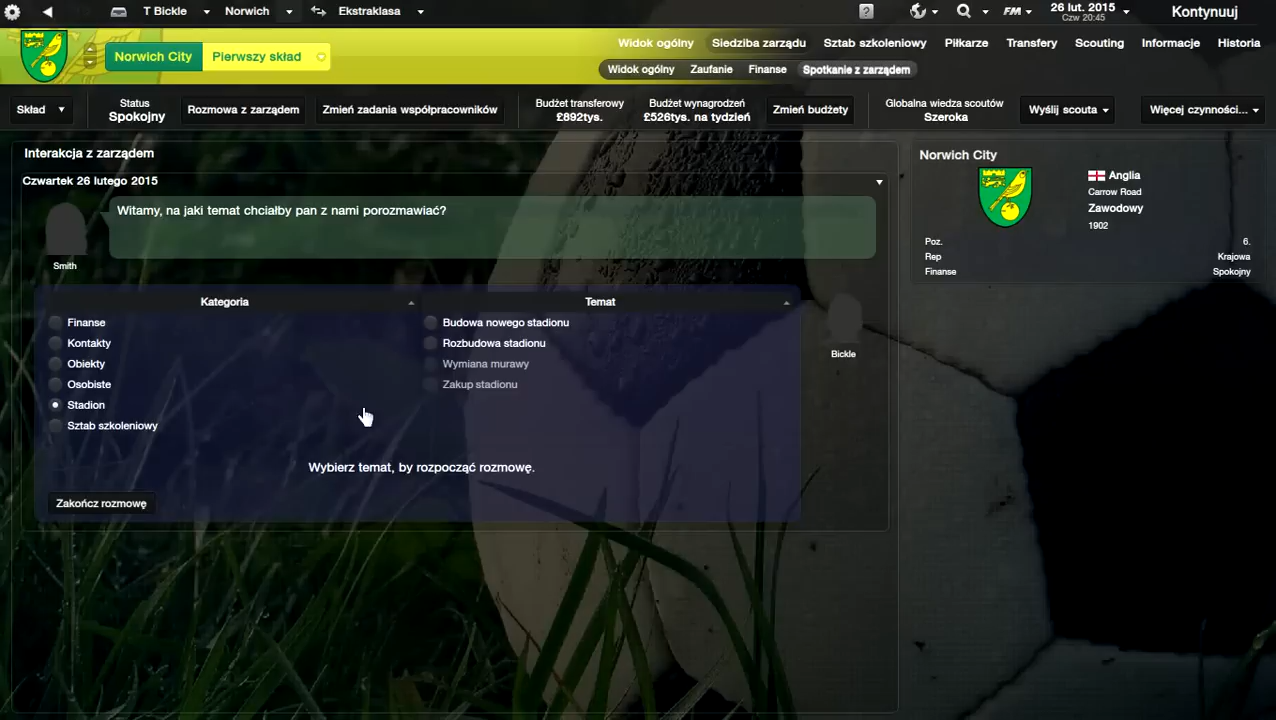 T Bickle
Norwich
Ekstraklasa
?
FM
26 lut. 2015
Czw 20:45
Kontynuuj
Norwich City
Pierwszy skład
Widok ogólny
Siedziba zarządu
Sztab szkoleniowy
Piłkarze
Transfery
Scouting
Informacje
Historia
Widok ogólny
Zaufanie
Finanse
Spotkanie z zarządem
Skład
Status
Spokojny
Rozmowa z zarządem
Zmień zadania współpracowników
Budżet transferowy
£892tys.
Budżet wynagrodzeń
£526tys. na tydzień
Zmień budżety
Globalna wiedza scoutów
Szeroka
Wyślij scouta
Więcej czynności...
Interakcja z zarządem
Czwartek 26 lutego 2015
Witamy, na jaki temat chciałby pan z nami porozmawiać?
Smith
Kategoria
Temat
Finanse
Kontakty
Obiekty
Osobiste
Stadion
Sztab szkoleniowy
Budowa nowego stadionu
Rozbudowa stadionu
Wymiana murawy
Zakup stadionu
Bickle
Wybierz temat, by rozpocząć rozmowę.
Zakończ rozmowę
Norwich City
Anglia
Carrow Road
Zawodowy
1902
Poz. 6.
Rep Krajowa
Finanse Spokojny